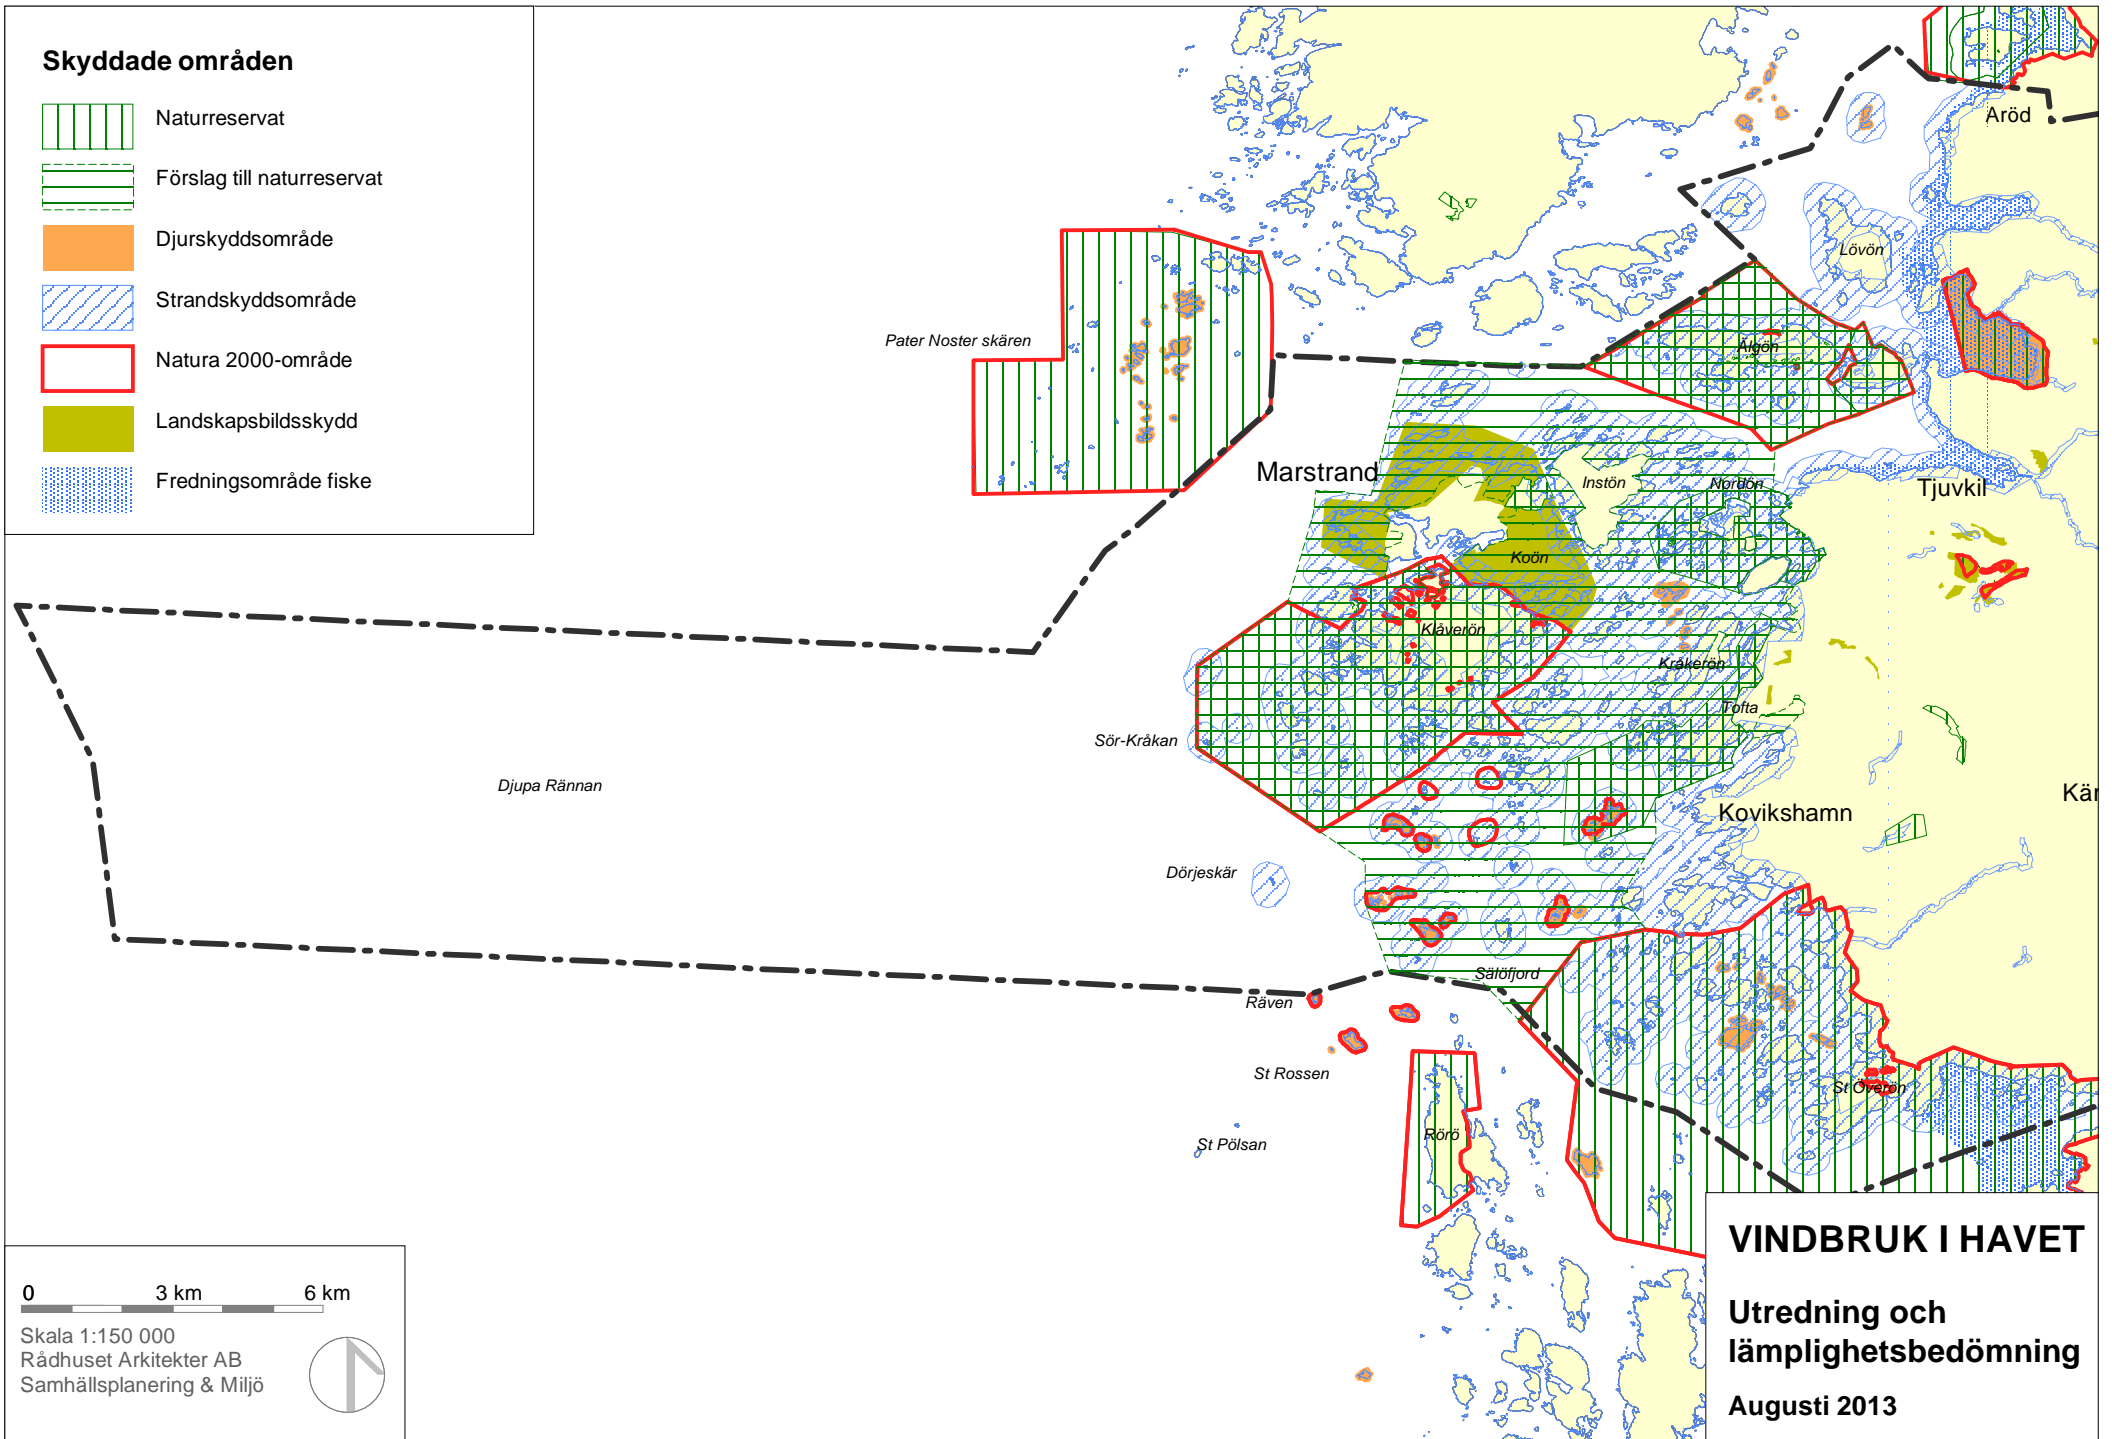 Skyddade områden
Naturreservat
Förslag till naturreservat
Djurskyddsområde
Strandskyddsområde
Natura 2000-område
Landskapsbildsskydd
Fredningsområde fiske
Aröd
Lövön
Pater Noster skären
Älgön
Marstrand
Instön
Nordön
Tjuvkil
Koön
Klåverön
Kråkerön
Tofta
Sör-Kråkan
Djupa Rännan
Kär
Kovikshamn
Dörjeskär
Sälöfjord
Räven
St Rossen
St Överön
St Pölsan
Rörö
0 3 km 6 km
Skala 1:150 000
Rådhuset Arkitekter AB
Samhällsplanering & Miljö
VINDBRUK I HAVET
Utredning och
lämplighetsbedömning
Augusti 2013